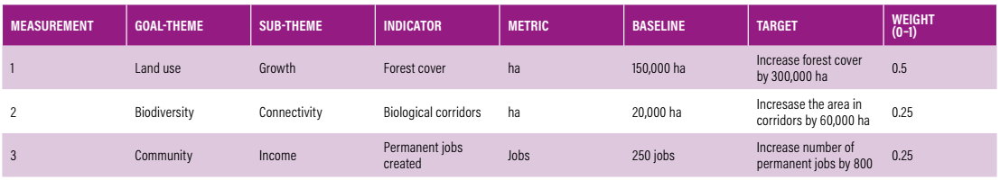 MEASUREMENT GOAL-THEME SUB-THEME INDICATOR METRIC BASELINE TARGET WEIGHT (0–1)
1 Land use Growth Forest cover ha 150,000 ha Increase forest cover by 300,000 ha 0.5
2 Biodiversity Connectivity Biological corridors ha 20,000 ha Incresase the area in corridors by 60,000 ha 0.25
3 Community Income Permanent jobs created Jobs 250 jobs Increase number of permanent jobs by 800 0.25